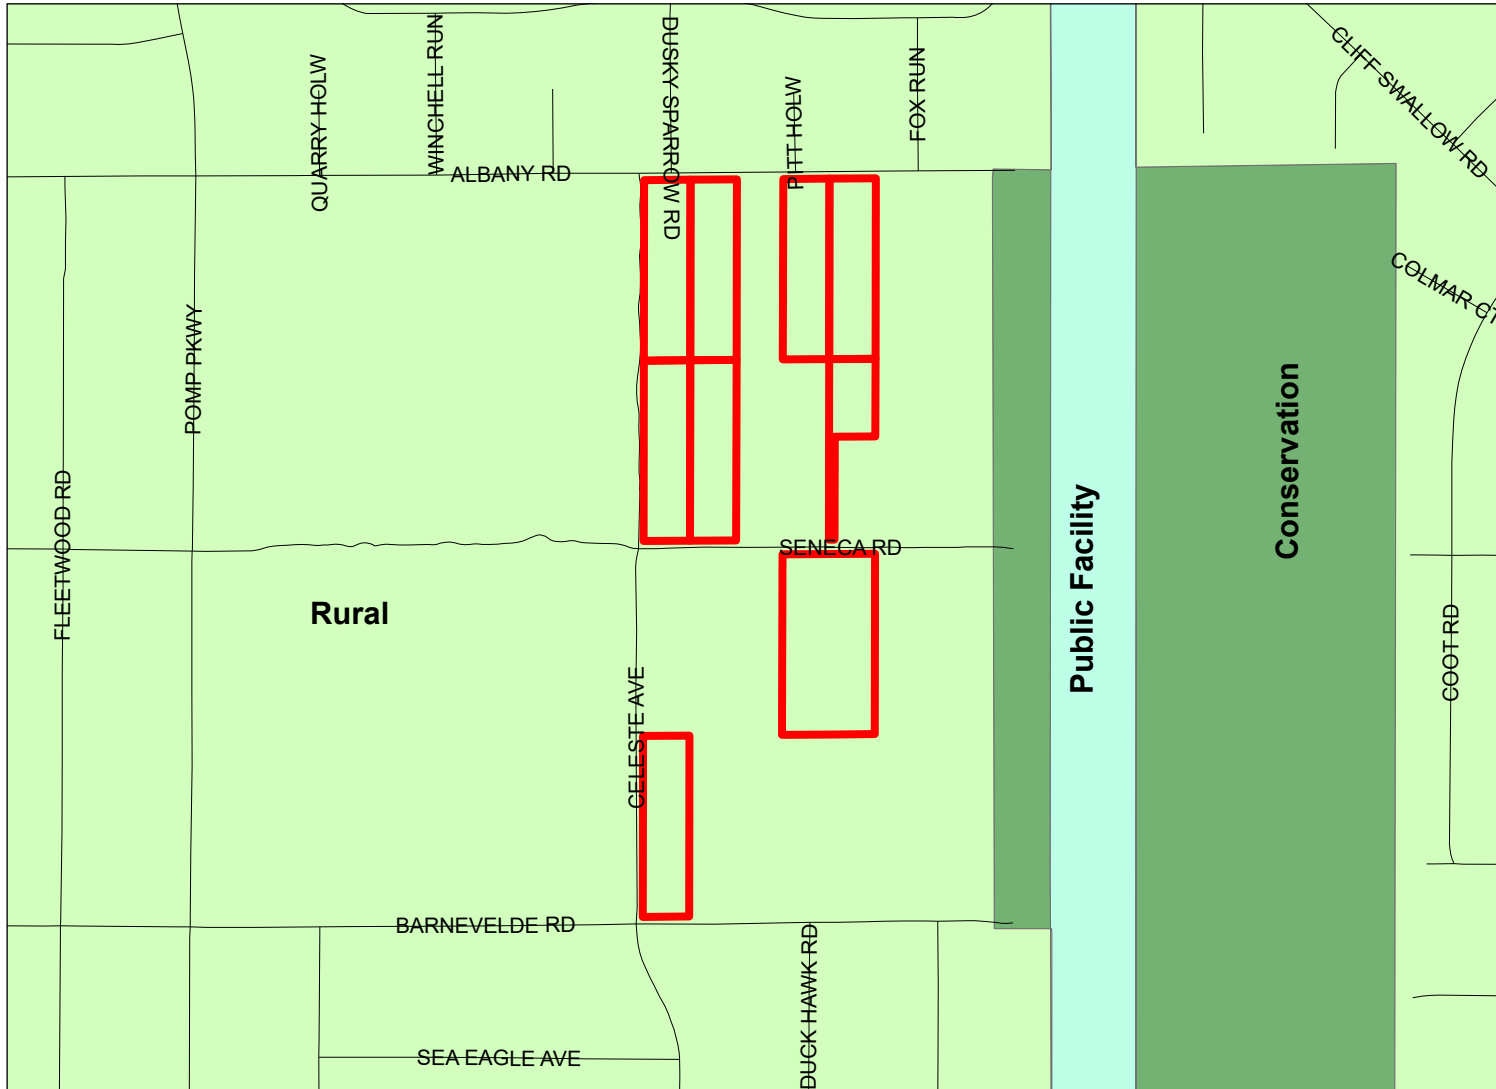 CLIFF SWALLOW RD
WINCHELL RUN
DUSKY SPARROW RD
FOX RUN
QUARRY HOLW
PITT HOLW
ALBANY RD
COLMAR CT
POMP PKWY
Conservation
FLEETWOOD RD
Public Facility
SENECA RD
Rural
COOT RD
CELESTE AVE
BARNEVELDE RD
DUCK HAWK RD
SEA EAGLE AVE